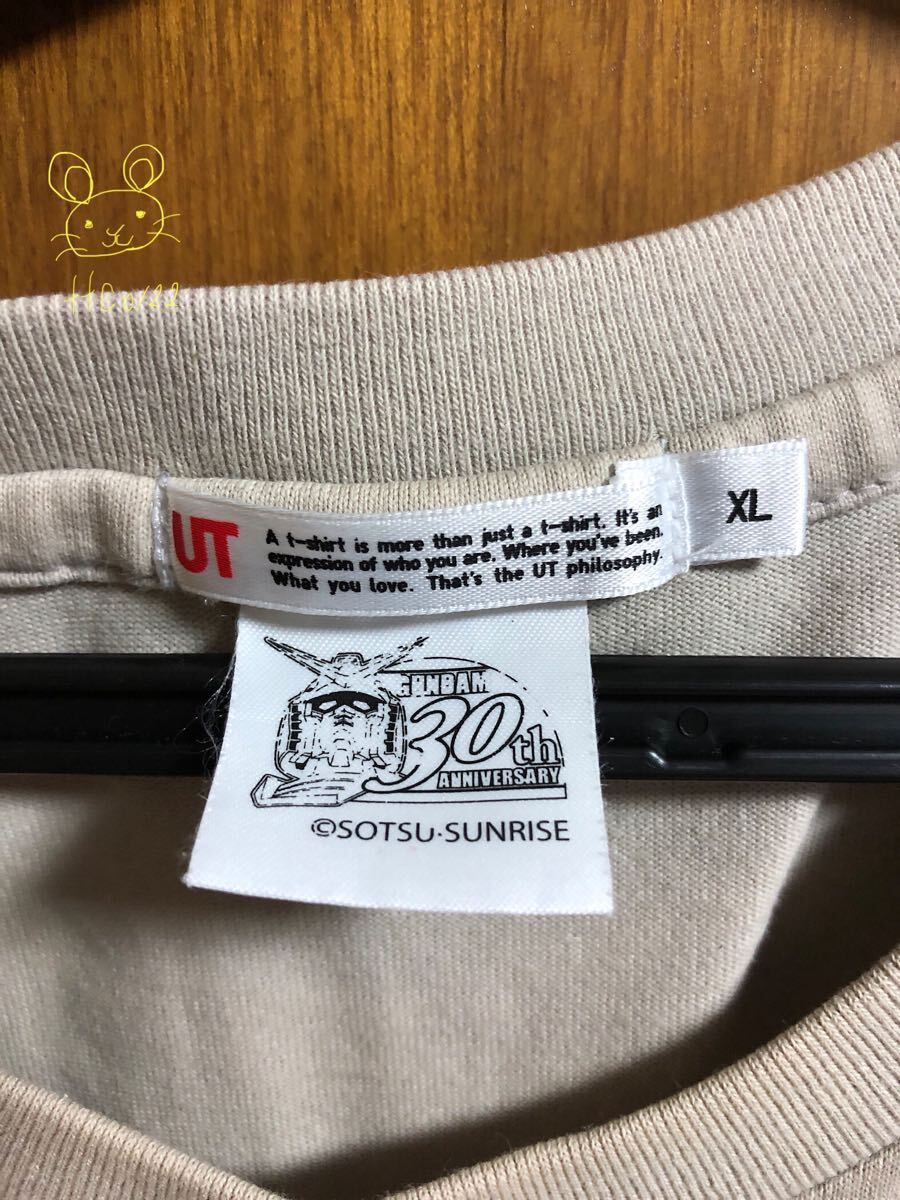 UT
A t-shirt is more than just a t-shirt. It's an
expression of who you are. Where you've been.
What you love. That's the UT philosophy.
XL
GUNDAM
30th
ANNIVERSARY
©SOTSU·SUNRISE